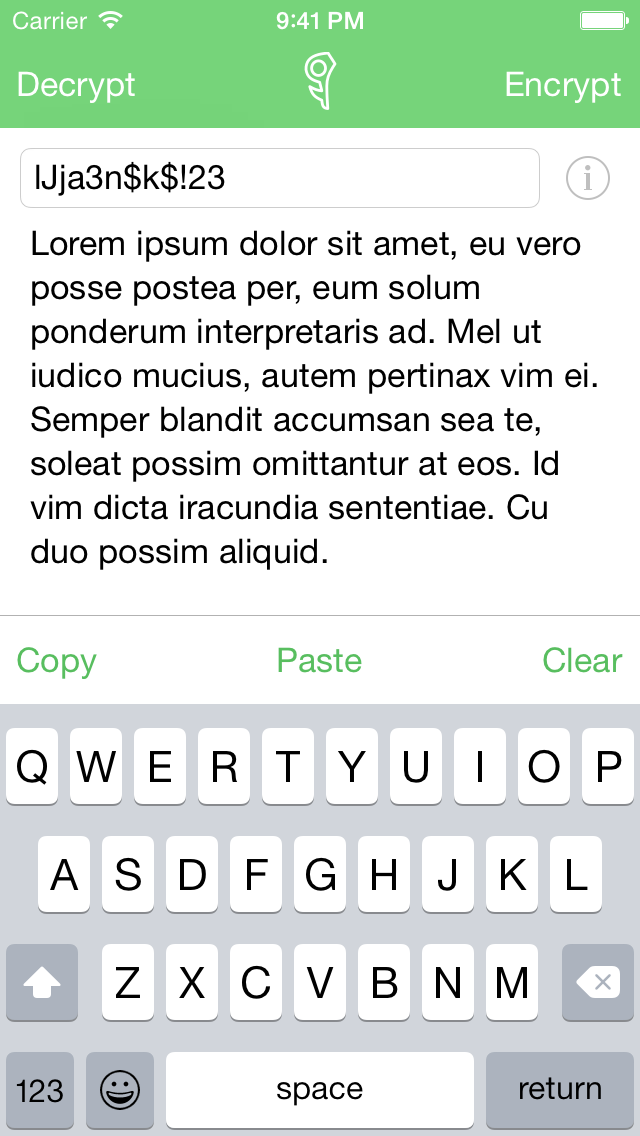 Carrier 9:41 PM
Decrypt Encrypt
lJja3n$k$!23 i
Lorem ipsum dolor sit amet, eu vero
posse postea per, eum solum
ponderum interpretaris ad. Mel ut
iudico mucius, autem pertinax vim ei.
Semper blandit accumsan sea te,
soleat possim omittantur at eos. Id
vim dicta iracundia sententiae. Cu
duo possim aliquid.
Copy Paste Clear
Q W E R T Y U I O P
A S D F G H J K L
Z X C V B N M
123 space return